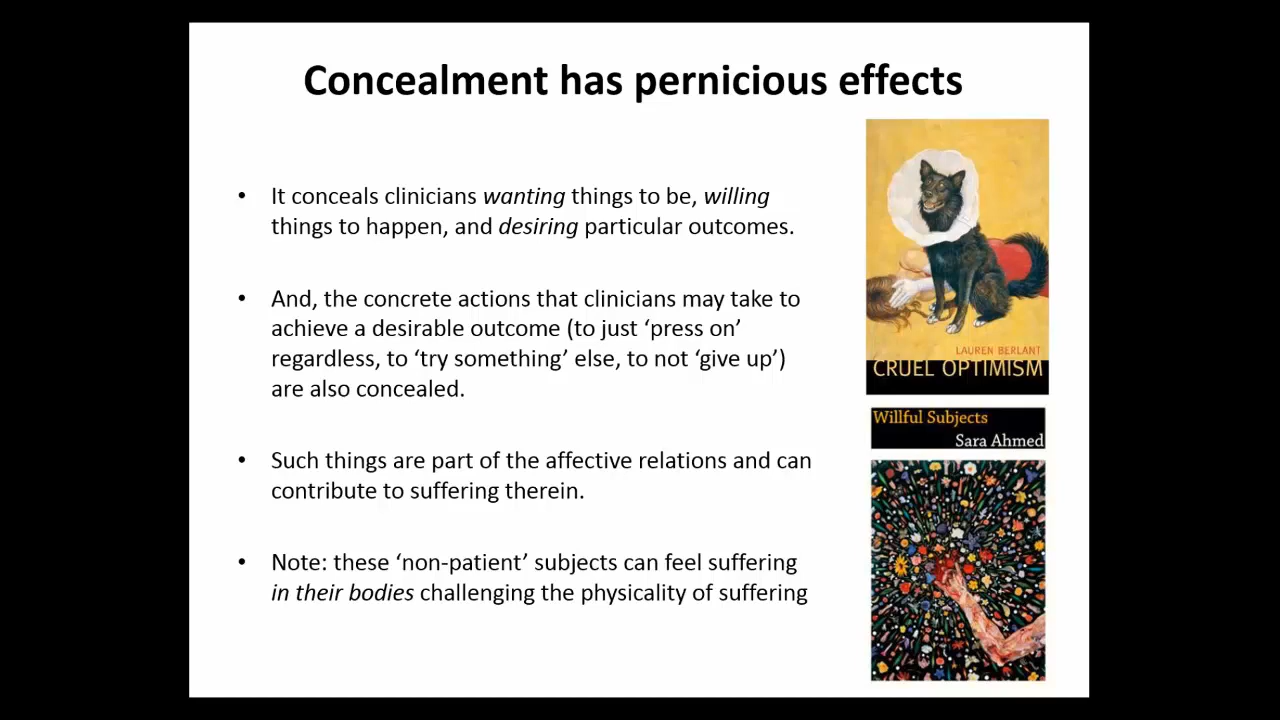 Concealment has pernicious effects
• It conceals clinicians wanting things to be, willing
things to happen, and desiring particular outcomes.
• And, the concrete actions that clinicians may take to
achieve a desirable outcome (to just ‘press on’
regardless, to ‘try something’ else, to not ‘give up’)
are also concealed.
• Such things are part of the affective relations and can
contribute to suffering therein.
• Note: these ‘non-patient’ subjects can feel suffering
in their bodies challenging the physicality of suffering
LAUREN BERLANT
CRUEL OPTIMISM
Willful Subjects
Sara Ahmed